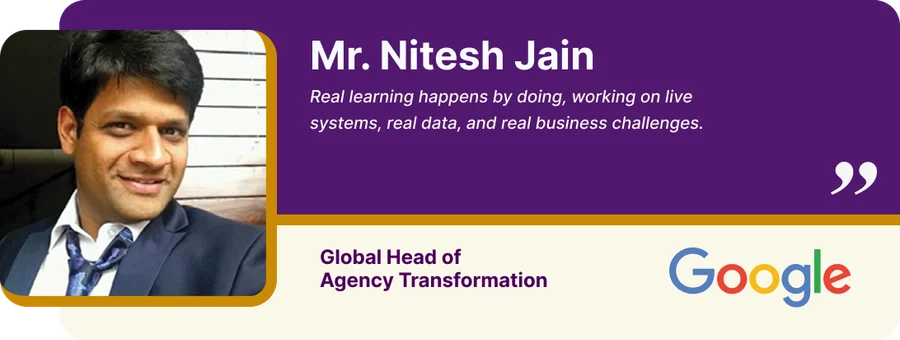 Mr. Nitesh Jain
Real learning happens by doing, working on live
systems, real data, and real business challenges.
”
Global Head of
Agency Transformation
Google